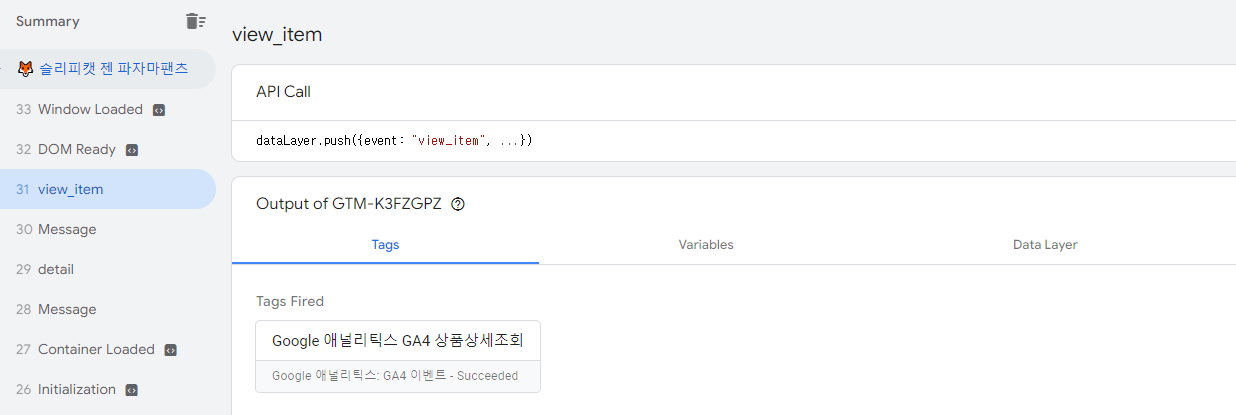 Summary
슬리피캣 젠 파자마팬츠
33 Window Loaded
32 DOM Ready
31 view_item
30 Message
29 detail
28 Message
27 Container Loaded
26 Initialization
view_item
API Call
dataLayer.push({event: "view_item", ...})
Output of GTM-K3FZGPZ
Tags Variables Data Layer
Tags Fired
Google 애널리틱스 GA4 상품상세조회
Google 애널리틱스: GA4 이벤트 - Succeeded